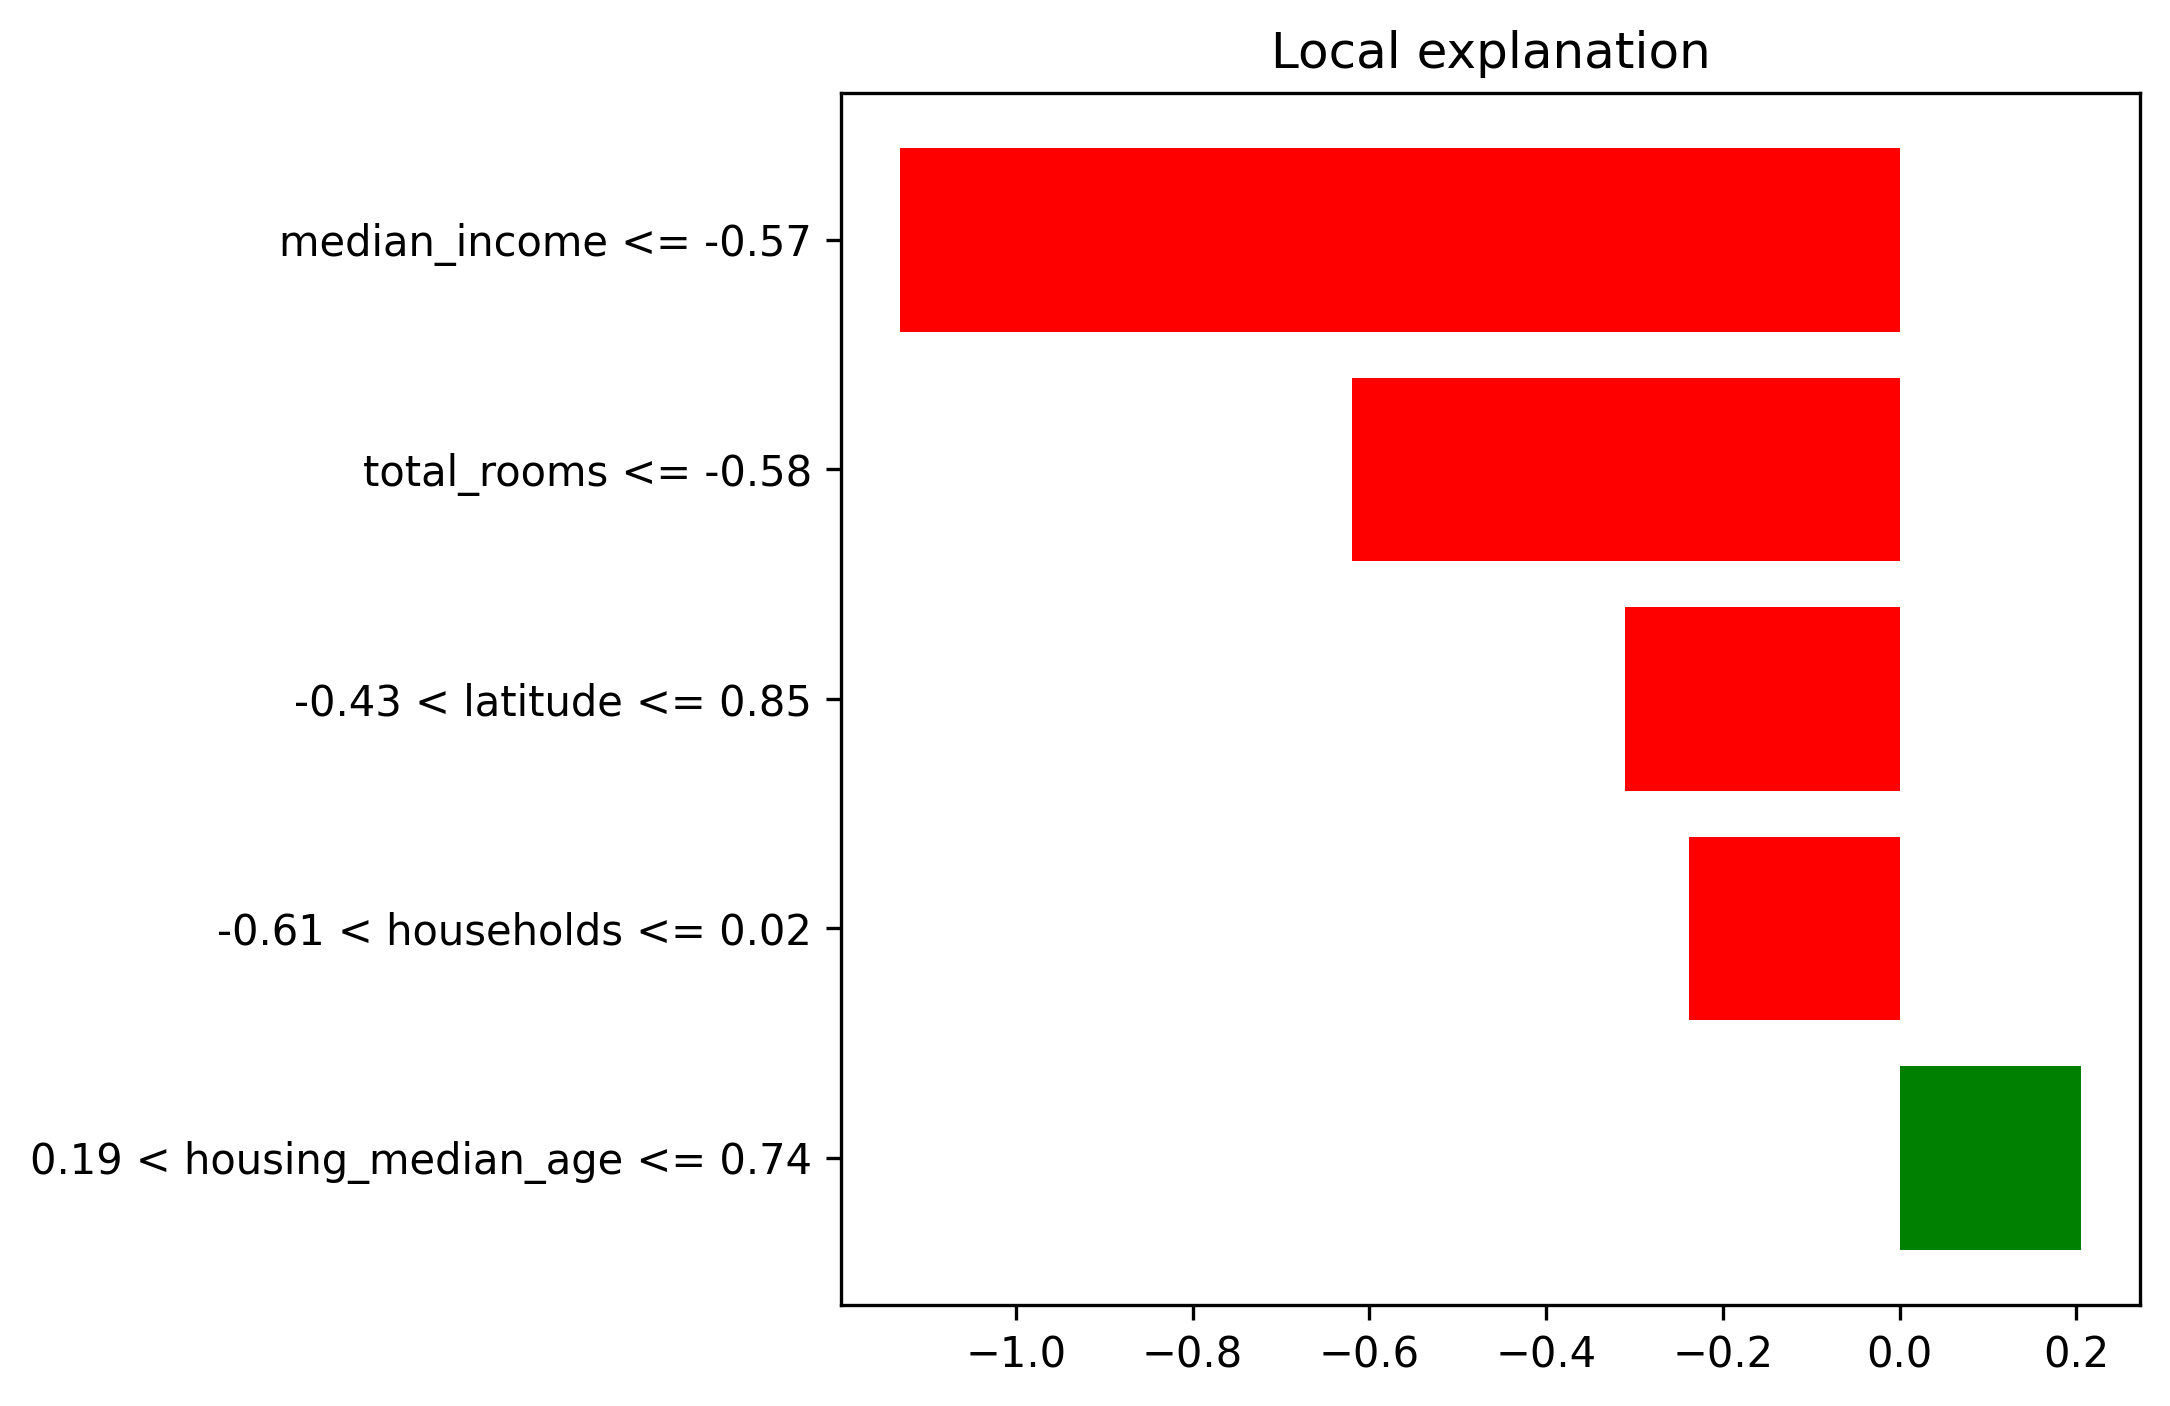 Local explanation
median_income <= -0.57
total_rooms <= -0.58
-0.43 < latitude <= 0.85
-0.61 < households <= 0.02
0.19 < housing_median_age <= 0.74
−1.0 −0.8 −0.6 −0.4 −0.2 0.0 0.2